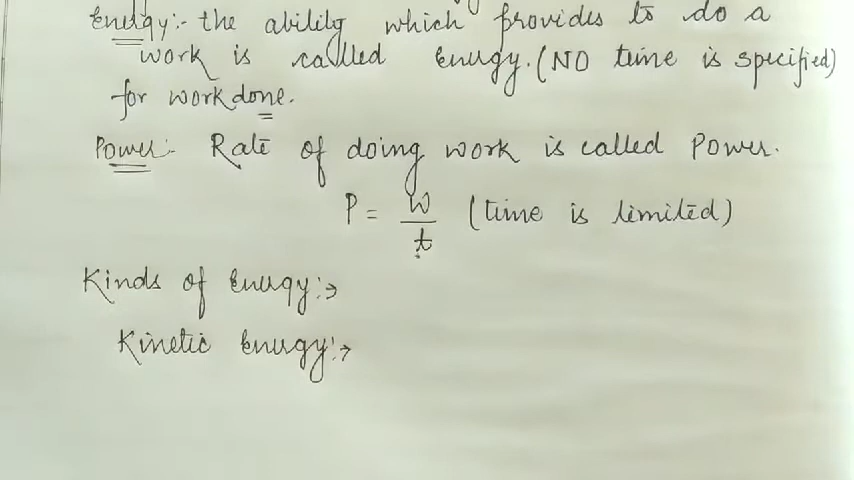 Energy:- the ability which provides to do a
work is called Energy. (NO time is specified)
for work done.
Power:- Rate of doing work is called Power.
P = W/t (time is limited)
Kinds of Energy:→
Kinetic Energy:→